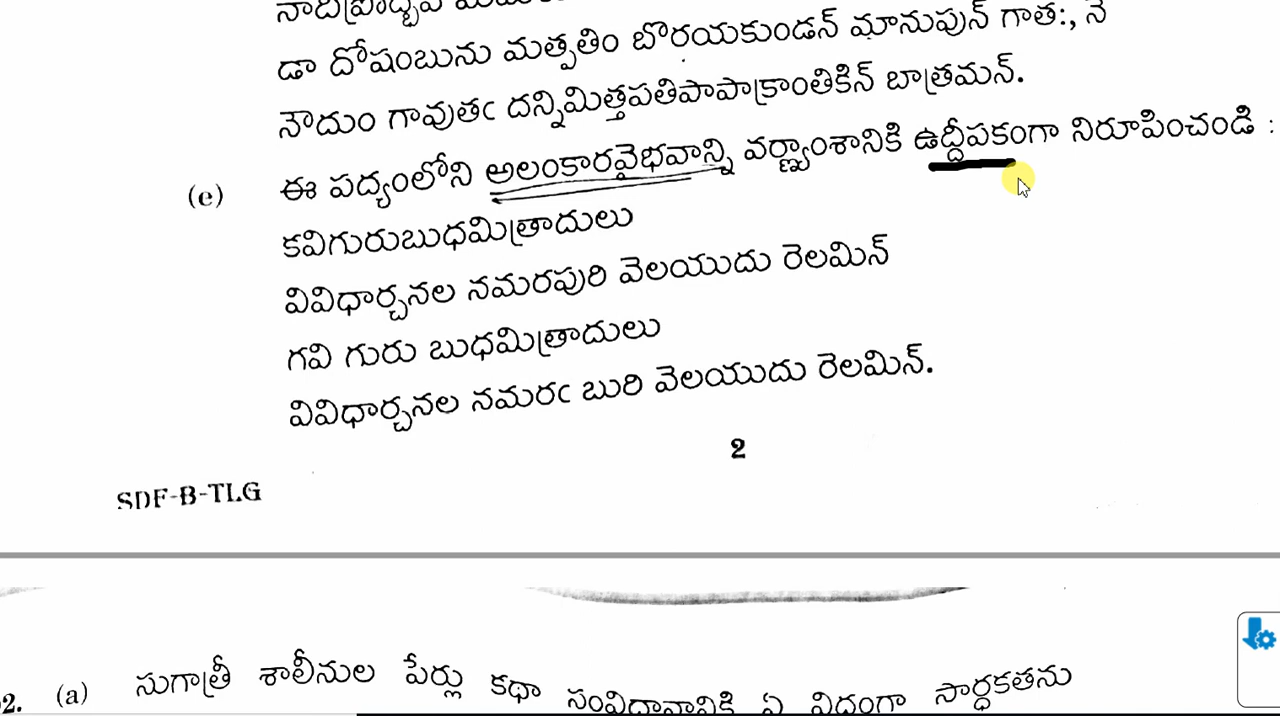 డా దోషంబును మత్పతిం బొరయకుండన్ మానుపున్ గాత:, నే
నౌదుం గావుతఁ దన్నిమిత్తపతిపాపాక్రాంతికిన్ బాత్రమన్.
(e) ఈ పద్యంలోని అలంకారవైభవాన్ని వర్ణ్యాంశానికి ఉద్దీపకంగా నిరూపించండి :
కవిగురుబుధమిత్రాదులు
వివిధార్చనల నమరపురి వెలయుదు రెలమిన్
గవి గురు బుధమిత్రాదులు
వివిధార్చనల నమరఁ బురి వెలయుదు రెలమిన్.
2
SDF-B-TLG
2. (a) సుగాత్రీ శాలీనుల పేర్లు కథా సంవిధానానికి ఏ విధంగా సార్థకతను